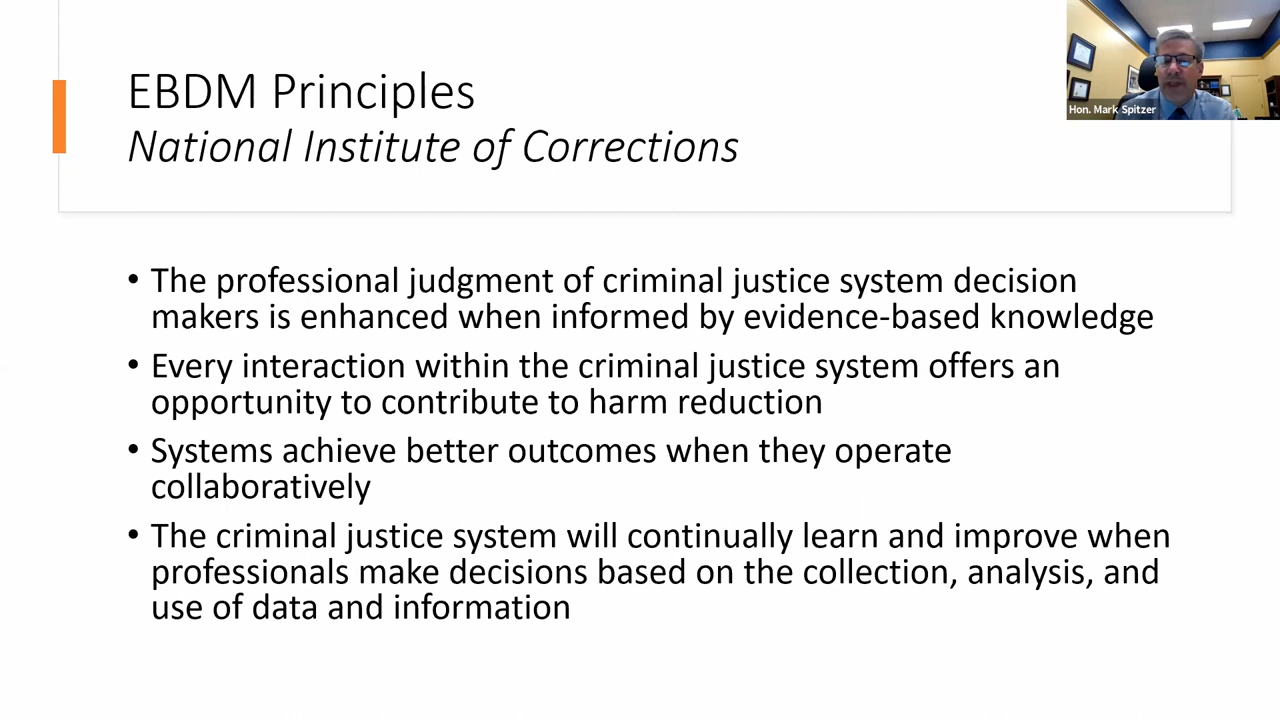 EBDM Principles
National Institute of Corrections
Hon. Mark Spitzer
• The professional judgment of criminal justice system decision
makers is enhanced when informed by evidence-based knowledge
• Every interaction within the criminal justice system offers an
opportunity to contribute to harm reduction
• Systems achieve better outcomes when they operate
collaboratively
• The criminal justice system will continually learn and improve when
professionals make decisions based on the collection, analysis, and
use of data and information